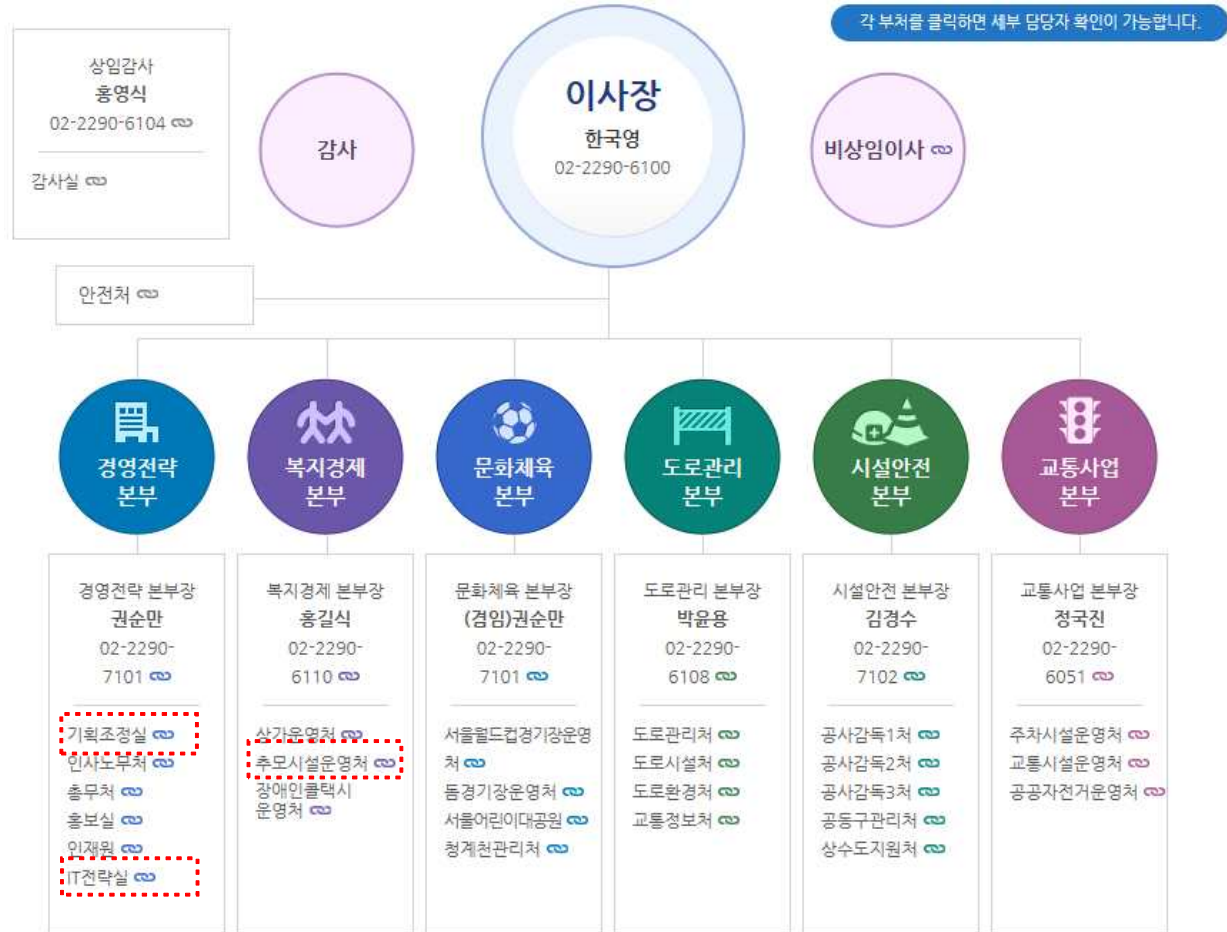 각 부처를 클릭하면 세부 담당자 확인이 가능합니다.
상임감사
홍영식
02-2290-6104
감사실
감사
이사장
한국영
02-2290-6100
비상임이사
안전처
경영전략
본부
복지경제
본부
문화체육
본부
도로관리
본부
시설안전
본부
교통사업
본부
경영전략 본부장
권순만
02-2290-
7101
기획조정실
인사노무처
총무처
홍보실
인재원
IT전략실
복지경제 본부장
홍길식
02-2290-
6110
상가운영처
추모시설운영처
장애인콜택시
운영처
문화체육 본부장
(겸임)권순만
02-2290-
7101
서울월드컵경기장운영
처
돔경기장운영처
서울어린이대공원
청계천관리처
도로관리 본부장
박윤용
02-2290-
6108
도로관리처
도로시설처
도로환경처
교통정보처
시설안전 본부장
김경수
02-2290-
7102
공사감독1처
공사감독2처
공사감독3처
공동구관리처
상수도지원처
교통사업 본부장
정국진
02-2290-
6051
주차시설운영처
교통시설운영처
공공자전거운영처